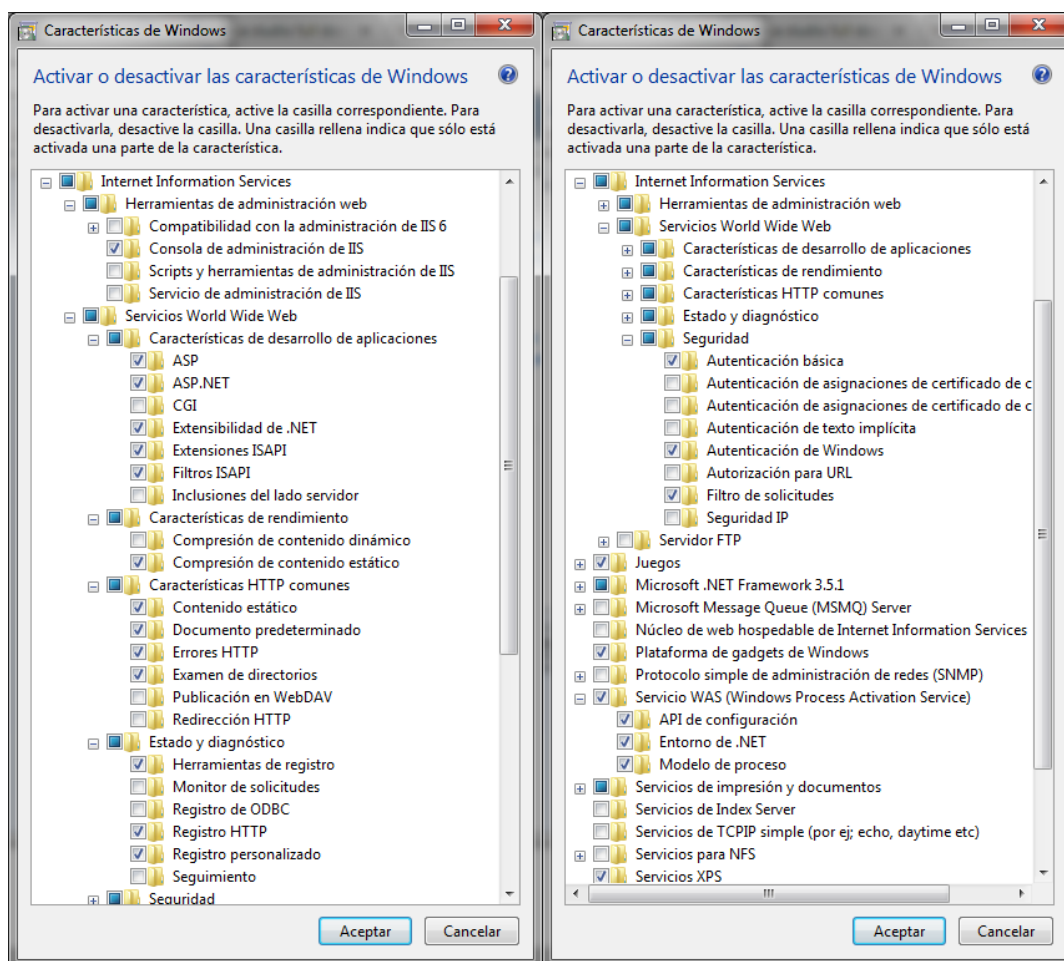 Características de Windows
Activar o desactivar las características de Windows
Para activar una característica, active la casilla correspondiente. Para
desactivarla, desactive la casilla. Una casilla rellena indica que sólo está
activada una parte de la característica.
Internet Information Services
Herramientas de administración web
Compatibilidad con la administración de IIS 6
Consola de administración de IIS
Scripts y herramientas de administración de IIS
Servicio de administración de IIS
Servicios World Wide Web
Características de desarrollo de aplicaciones
ASP
ASP.NET
CGI
Extensibilidad de .NET
Extensiones ISAPI
Filtros ISAPI
Inclusiones del lado servidor
Características de rendimiento
Compresión de contenido dinámico
Compresión de contenido estático
Características HTTP comunes
Contenido estático
Documento predeterminado
Errores HTTP
Examen de directorios
Publicación en WebDAV
Redirección HTTP
Estado y diagnóstico
Herramientas de registro
Monitor de solicitudes
Registro de ODBC
Registro HTTP
Registro personalizado
Seguimiento
Seguridad
Aceptar
Cancelar
Características de Windows
Activar o desactivar las características de Windows
Para activar una característica, active la casilla correspondiente. Para
desactivarla, desactive la casilla. Una casilla rellena indica que sólo está
activada una parte de la característica.
Internet Information Services
Herramientas de administración web
Servicios World Wide Web
Características de desarrollo de aplicaciones
Características de rendimiento
Características HTTP comunes
Estado y diagnóstico
Seguridad
Autenticación básica
Autenticación de asignaciones de certificado de c
Autenticación de asignaciones de certificado de c
Autenticación de texto implícita
Autenticación de Windows
Autorización para URL
Filtro de solicitudes
Seguridad IP
Servidor FTP
Juegos
Microsoft .NET Framework 3.5.1
Microsoft Message Queue (MSMQ) Server
Núcleo de web hospedable de Internet Information Services
Plataforma de gadgets de Windows
Protocolo simple de administración de redes (SNMP)
Servicio WAS (Windows Process Activation Service)
API de configuración
Entorno de .NET
Modelo de proceso
Servicios de impresión y documentos
Servicios de Index Server
Servicios de TCPIP simple (por ej; echo, daytime etc)
Servicios para NFS
Servicios XPS
Aceptar
Cancelar